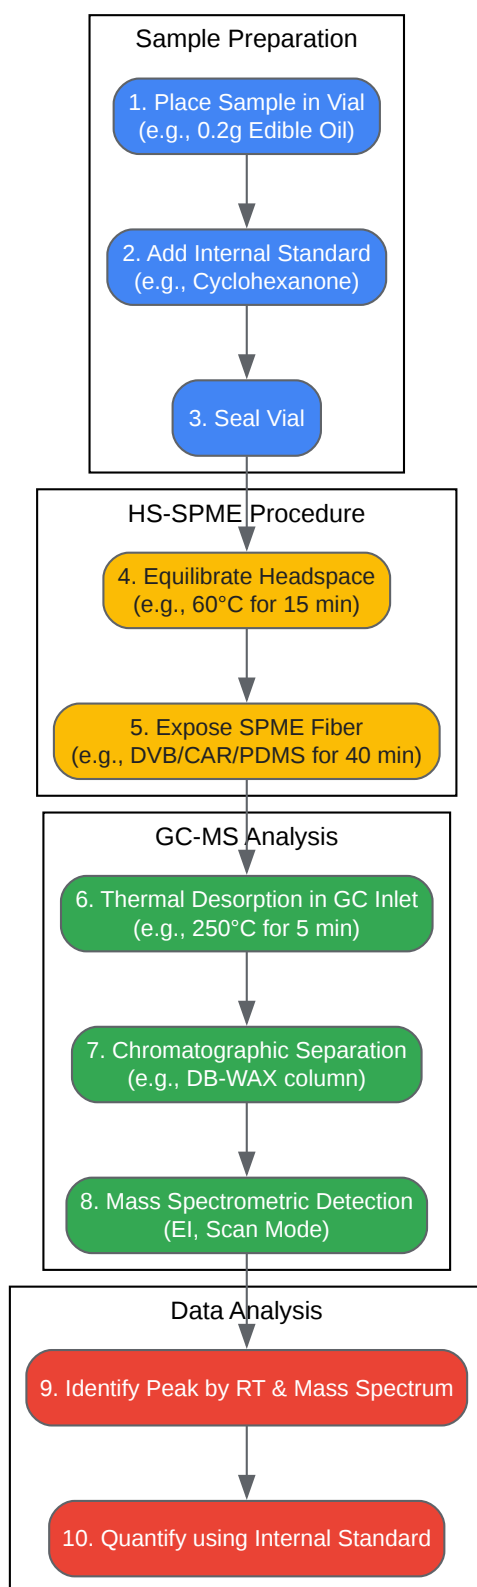 Sample Preparation
1. Place Sample in Vial
(e.g., 0.2g Edible Oil)
2. Add Internal Standard
(e.g., Cyclohexanone)
3. Seal Vial
HS-SPME Procedure
4. Equilibrate Headspace
(e.g., 60°C for 15 min)
5. Expose SPME Fiber
(e.g., DVB/CAR/PDMS for 40 min)
GC-MS Analysis
6. Thermal Desorption in GC Inlet
(e.g., 250°C for 5 min)
7. Chromatographic Separation
(e.g., DB-WAX column)
8. Mass Spectrometric Detection
(EI, Scan Mode)
Data Analysis
9. Identify Peak by RT & Mass Spectrum
10. Quantify using Internal Standard